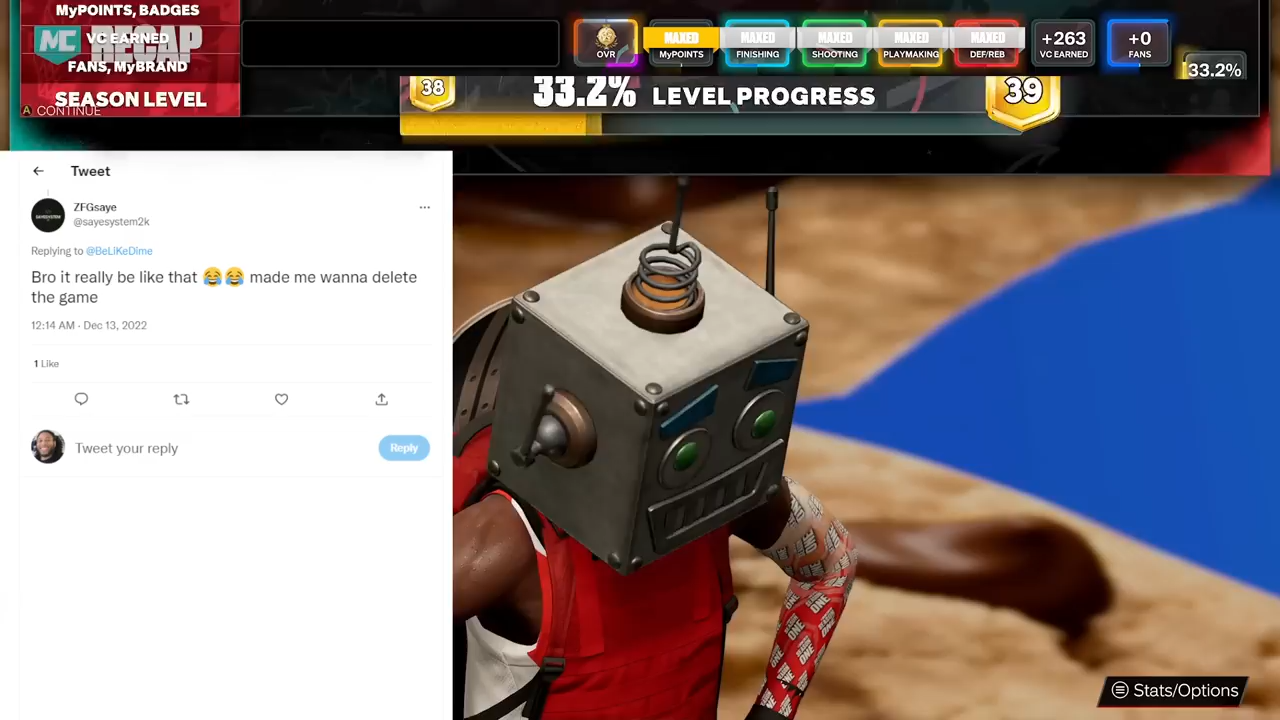 MyPOINTS, BADGES
MC RECAP
VC EARNED
FANS, MyBRAND
SEASON LEVEL
A CONTINUE
OVR
MAXED
MyPOINTS
MAXED
FINISHING
MAXED
SHOOTING
MAXED
PLAYMAKING
MAXED
DEF/REB
+263
VC EARNED
+0
FANS
33.2%
38
33.2% LEVEL PROGRESS
39
← Tweet
ZFGsaye
@sayesystem2k
...
Replying to @BeLiKeDime
Bro it really be like that 😂😂 made me wanna delete
the game
12:14 AM · Dec 13, 2022
1 Like
Tweet your reply
Reply
Stats/Options